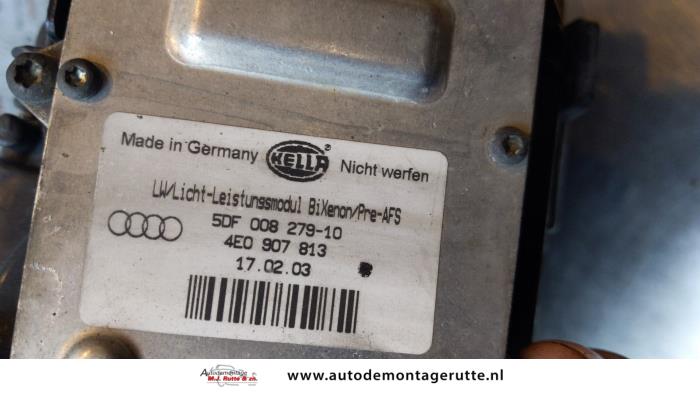 Made in Germany HELLA ® Nicht werfen
LW/Licht-Leistungsmodul BiXenon/Pre-AFS
5DF 008 279-10
4E0 907 813
17.02.03
Autodemontage
M.J. Rutte & zn.
www.autodemontagerutte.nl